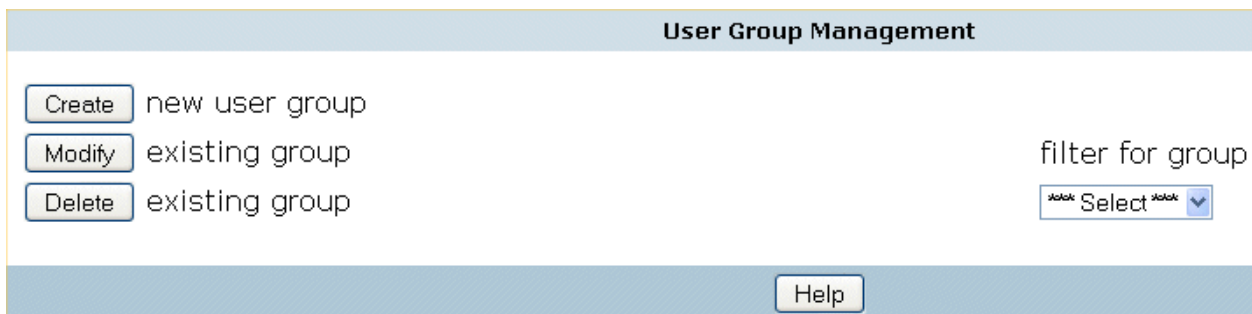 User Group Management
Create new user group
Modify existing group filter for group
Delete existing group *** Select ***
Help